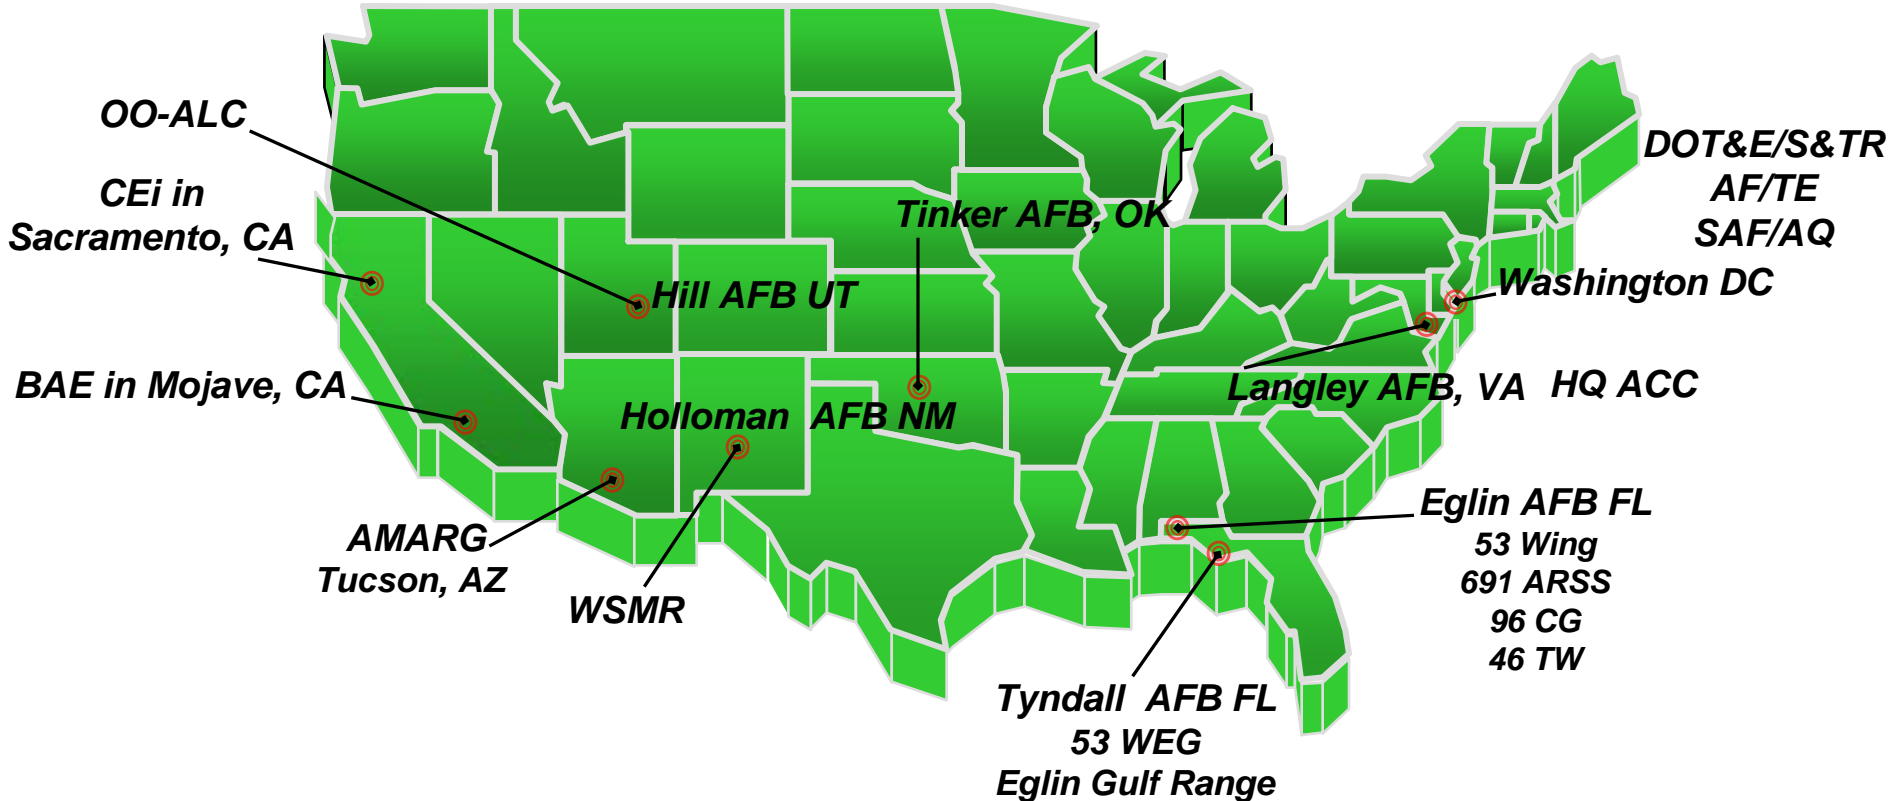 OO-ALC
CEi in
Sacramento, CA
BAE in Mojave, CA
AMARG
Tucson, AZ
WSMR
Hill AFB UT
Holloman AFB NM
Tinker AFB, OK
DOT&E/S&TR
AF/TE
SAF/AQ
Washington DC
Langley AFB, VA HQ ACC
Eglin AFB FL
53 Wing
691 ARSS
96 CG
46 TW
Tyndall AFB FL
53 WEG
Eglin Gulf Range